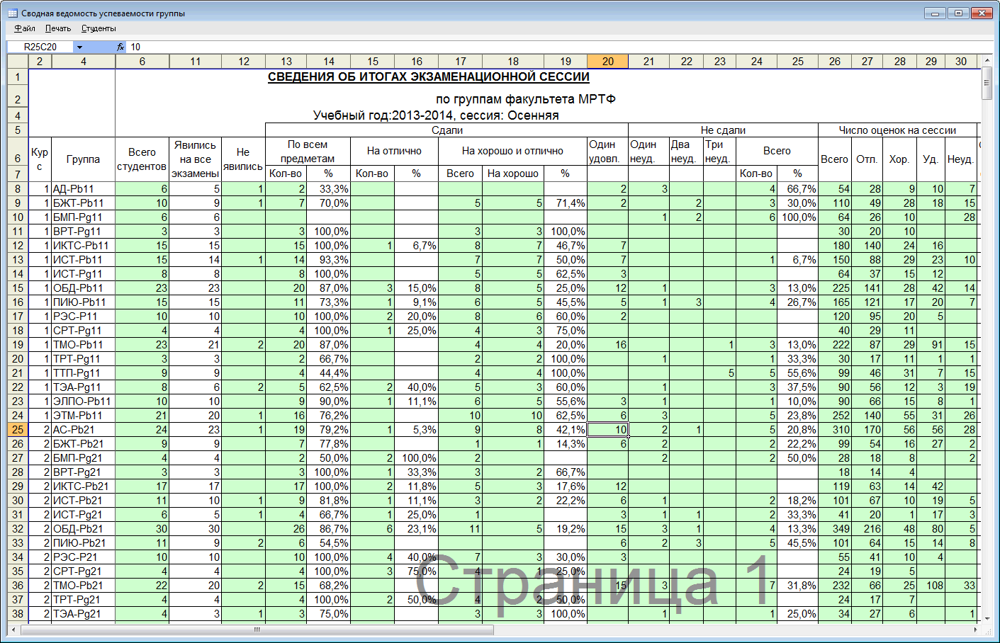 Сводная ведомость успеваемости группы
Файл Печать Студенты
R25C20 fx 10
2 4 6 11 12 13 14 15 16 17 18 19 20 21 22 23 24 25 26 27 28 29 30
1 СВЕДЕНИЯ ОБ ИТОГАХ ЭКЗАМЕНАЦИОННОЙ СЕССИИ
2 по группам факультета МРТФ
4 Учебный год:2013-2014, сессия: Осенняя
5 Сдали Не сдали Число оценок на сессии
6 Кур с Группа Всего студентов Явились на все экзамены Не явились По всем предметам На отлично На хорошо и отлично Один удовл. Один неуд. Два неуд. Три неуд. Всего Всего Отл. Хор. Уд. Неуд.
7 Кол-во % Кол-во % Всего На хорошо % Кол-во %
8 1 АД-Pb11 6 5 1 2 33,3% 2 3 4 66,7% 54 28 9 10 7
9 1 БЖТ-Pb11 10 9 1 7 70,0% 5 5 71,4% 2 2 3 30,0% 110 49 28 18 15
10 1 БМП-Pg11 6 6 1 2 6 100,0% 64 26 10 28
11 1 ВРТ-Pg11 3 3 3 100,0% 3 3 100,0% 30 20 10
12 1 ИКТС-Pb11 15 15 15 100,0% 1 6,7% 8 7 46,7% 7 180 140 24 16
13 1 ИСТ-Pb11 15 14 1 14 93,3% 7 7 50,0% 7 1 6,7% 150 88 29 23 10
14 1 ИСТ-Pg11 8 8 8 100,0% 5 5 62,5% 3 64 37 15 12
15 1 ОБД-Pb11 23 23 20 87,0% 3 15,0% 8 5 25,0% 12 1 3 13,0% 225 141 28 42 14
16 1 ПИЮ-Pb11 15 15 11 73,3% 1 9,1% 6 5 45,5% 5 1 3 4 26,7% 165 121 17 20 7
17 1 РЭС-Р11 10 10 10 100,0% 2 20,0% 8 6 60,0% 2 120 95 20 5
18 1 СРТ-Pg11 4 4 4 100,0% 1 25,0% 4 3 75,0% 40 29 11
19 1 ТМО-Pb11 23 21 2 20 87,0% 4 4 20,0% 16 1 3 13,0% 222 87 29 91 15
20 1 ТРТ-Pg11 3 3 2 66,7% 2 2 100,0% 1 1 33,3% 30 17 11 1 1
21 1 ТТП-Pg11 9 9 4 44,4% 4 4 100,0% 5 5 55,6% 99 46 31 7 15
22 1 ТЭА-Pg11 8 6 2 5 62,5% 2 40,0% 5 3 60,0% 1 3 37,5% 90 56 12 3 19
23 1 ЭЛПО-Pb11 10 10 9 90,0% 1 11,1% 6 5 55,6% 3 1 1 10,0% 90 66 15 8 1
24 1 ЭТМ-Pb11 21 20 1 16 76,2% 10 10 62,5% 6 3 5 23,8% 252 140 55 31 26
25 2 АС-Pb21 24 23 1 19 79,2% 1 5,3% 9 8 42,1% 10 2 1 5 20,8% 310 170 56 56 28
26 2 БЖТ-Pb21 9 9 7 77,8% 1 1 14,3% 6 2 2 22,2% 99 54 16 27 2
27 2 БМП-Pg21 4 4 2 50,0% 2 100,0% 2 2 2 50,0% 28 18 8 2
28 2 ВРТ-Pg21 3 3 3 100,0% 1 33,3% 3 2 66,7% 18 14 4
29 2 ИКТС-Pb21 17 17 17 100,0% 2 11,8% 5 3 17,6% 12 119 63 14 42
30 2 ИСТ-Pb21 11 10 1 9 81,8% 1 11,1% 3 2 22,2% 6 1 2 18,2% 101 67 10 19 5
31 2 ИСТ-Pg21 6 5 1 4 66,7% 1 25,0% 1 3 1 1 2 33,3% 41 20 1 17 3
32 2 ОБД-Pb21 30 30 26 86,7% 6 23,1% 11 5 19,2% 15 3 1 4 13,3% 349 216 48 80 5
33 2 ПИЮ-Pb21 11 9 2 6 54,5% 6 2 3 5 45,5% 101 64 15 14 8
34 2 РЭС-Р21 10 10 10 100,0% 4 40,0% 7 3 30,0% 3 55 41 10 4
35 2 СРТ-Pg21 4 4 4 100,0% 3 75,0% 4 1 25,0% 24 19 5
36 2 ТМО-Pb21 22 20 2 15 68,2% 15 3 7 31,8% 232 66 25 108 33
37 2 ТРТ-Pg21 4 4 4 100,0% 2 50,0% 4 2 50,0% 24 17 7
38 2 ТЭА-Pg21 4 3 1 3 75,0% 3 3 100,0% 1 1 25,0% 34 27 6 1
Страница 1